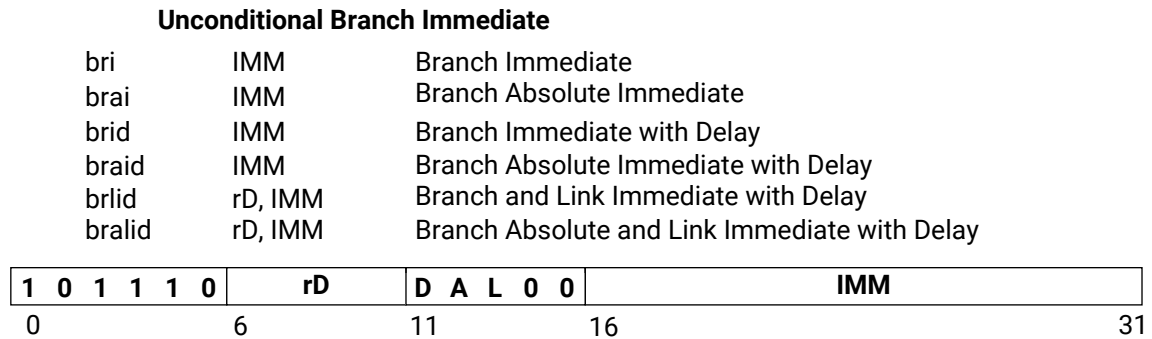 Unconditional Branch Immediate
bri IMM Branch Immediate
brai IMM Branch Absolute Immediate
brid IMM Branch Immediate with Delay
braid IMM Branch Absolute Immediate with Delay
brlid rD, IMM Branch and Link Immediate with Delay
bralid rD, IMM Branch Absolute and Link Immediate with Delay
1 0 1 1 1 0 rD D A L 0 0 IMM
0 6 11 16 31